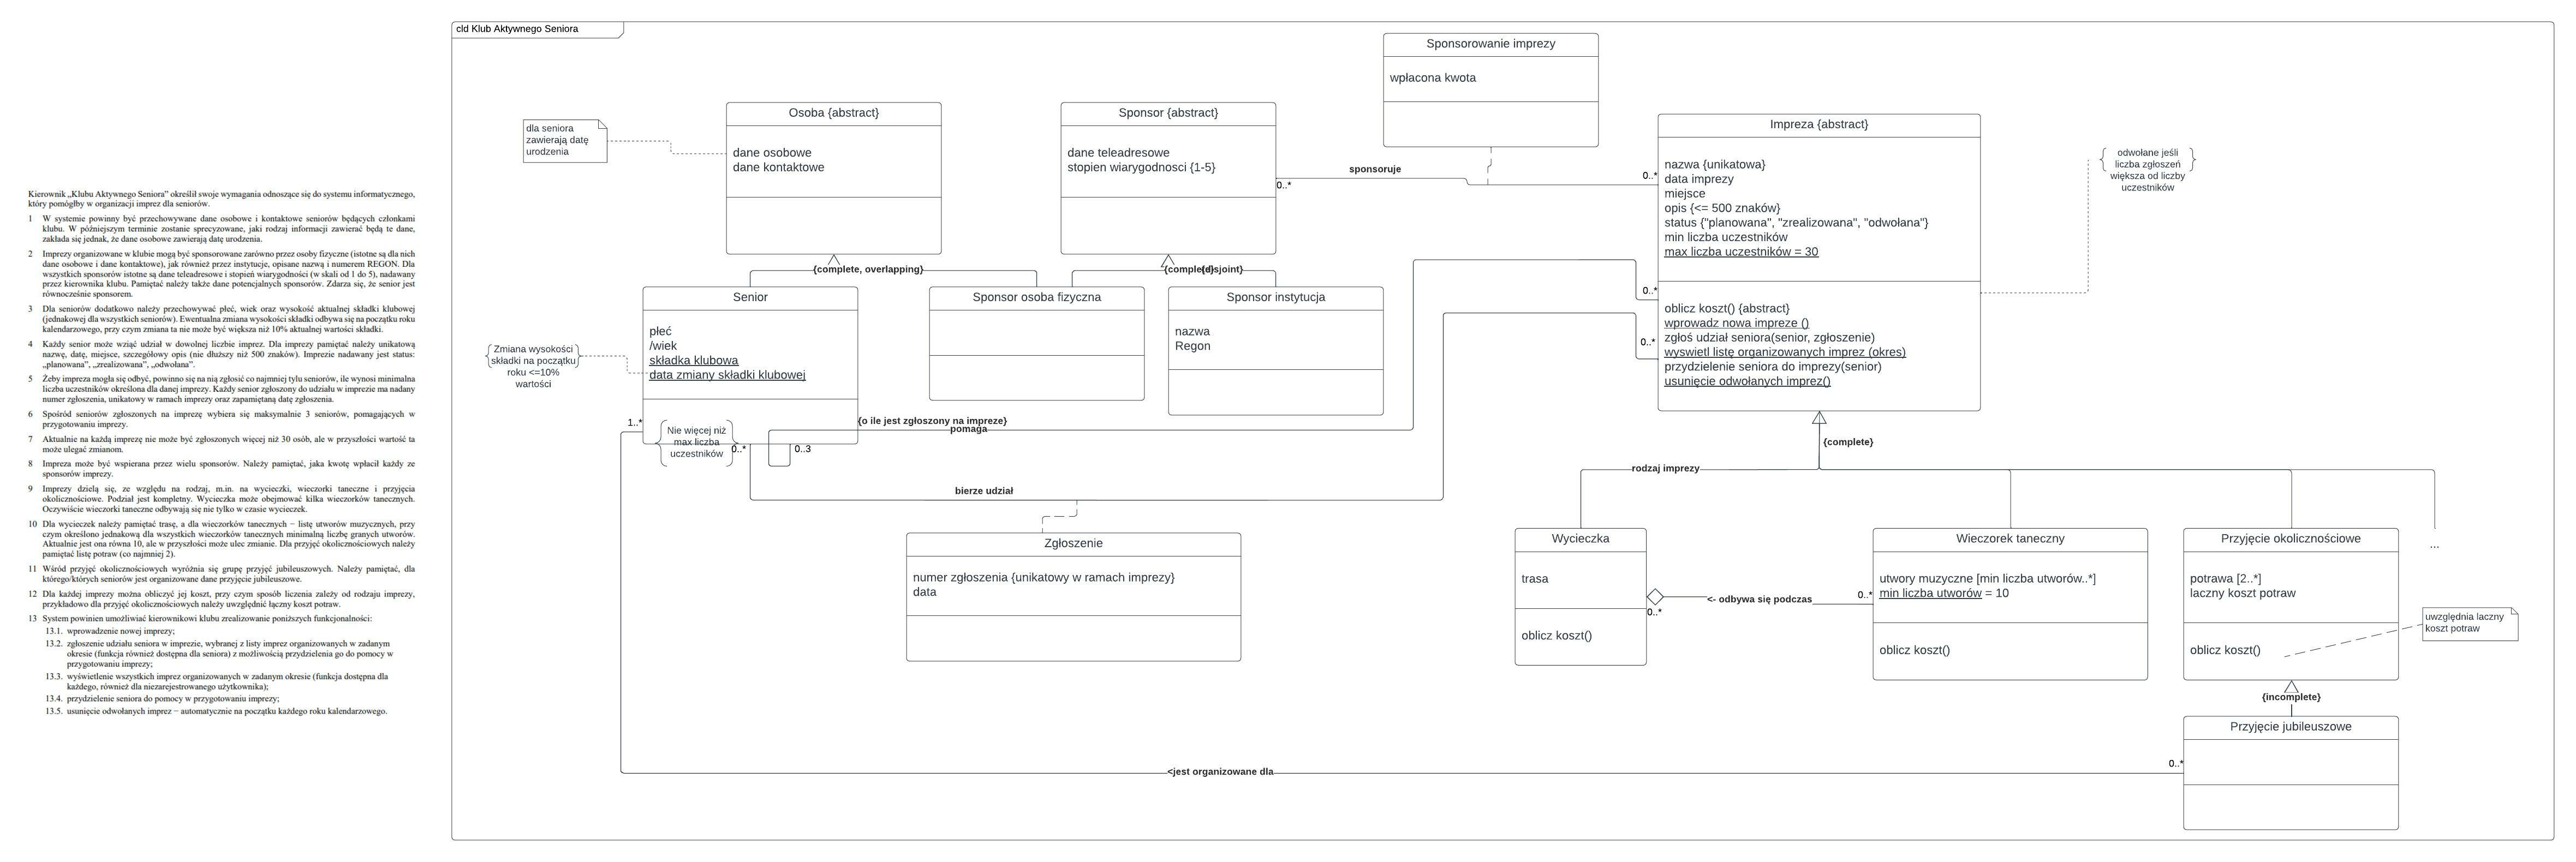 Kierownik „Klubu Aktywnego Seniora” określił swoje wymagania odnoszące się do systemu informatycznego,
który pomógłby w organizacji imprez dla seniorów.
1 W systemie powinny być przechowywane dane osobowe i kontaktowe seniorów będących członkami
klubu. W późniejszym terminie zostanie sprecyzowane, jaki rodzaj informacji zawierać będą te dane,
zakłada się jednak, że dane osobowe zawierają datę urodzenia.
2 Imprezy organizowane w klubie mogą być sponsorowane zarówno przez osoby fizyczne (istotne są dla nich
dane osobowe i dane kontaktowe), jak również przez instytucje, opisane nazwą i numerem REGON. Dla
wszystkich sponsorów istotne są dane teleadresowe i stopień wiarygodności (w skali od 1 do 5), nadawany
przez kierownika klubu. Pamiętać należy także dane potencjalnych sponsorów. Zdarza się, że senior jest
równocześnie sponsorem.
3 Dla seniorów dodatkowo należy przechowywać płeć, wiek oraz wysokość aktualnej składki klubowej
(jednakowej dla wszystkich seniorów). Ewentualna zmiana wysokości składki odbywa się na początku roku
kalendarzowego, przy czym zmiana ta nie może być większa niż 10% aktualnej wartości składki.
4 Każdy senior może wziąć udział w dowolnej liczbie imprez. Dla imprezy pamiętać należy unikatową
nazwę, datę, miejsce, szczegółowy opis (nie dłuższy niż 500 znaków). Imprezie nadawany jest status:
„planowana”, „zrealizowana”, „odwołana”.
5 Żeby impreza mogła się odbyć, powinno się na nią zgłosić co najmniej tylu seniorów, ile wynosi minimalna
liczba uczestników określona dla danej imprezy. Każdy senior zgłoszony do udziału w imprezie ma nadany
numer zgłoszenia, unikatowy w ramach imprezy oraz zapamiętaną datę zgłoszenia.
6 Spośród seniorów zgłoszonych na imprezę wybiera się maksymalnie 3 seniorów, pomagających w
przygotowaniu imprezy.
7 Aktualnie na każdą imprezę nie może być zgłoszonych więcej niż 30 osób, ale w przyszłości wartość ta
może ulegać zmianom.
8 Impreza może być wspierana przez wielu sponsorów. Należy pamiętać, jaka kwotę wpłacił każdy ze
sponsorów imprezy.
9 Imprezy dzielą się, ze względu na rodzaj, m.in. na wycieczki, wieczorki taneczne i przyjęcia
okolicznościowe. Podział jest kompletny. Wycieczka może obejmować kilka wieczorków tanecznych.
Oczywiście wieczorki taneczne odbywają się nie tylko w czasie wycieczek.
10 Dla wycieczek należy pamiętać trasę, a dla wieczorków tanecznych − listę utworów muzycznych, przy
czym określono jednakową dla wszystkich wieczorków tanecznych minimalną liczbę granych utworów.
Aktualnie jest ona równa 10, ale w przyszłości może ulec zmianie. Dla przyjęć okolicznościowych należy
pamiętać listę potraw (co najmniej 2).
11 Wśród przyjęć okolicznościowych wyróżnia się grupę przyjęć jubileuszowych. Należy pamiętać, dla
którego/których seniorów jest organizowane dane przyjęcie jubileuszowe.
12 Dla każdej imprezy można obliczyć jej koszt, przy czym sposób liczenia zależy od rodzaju imprezy,
przykładowo dla przyjęć okolicznościowych należy uwzględnić łączny koszt potraw.
13 System powinien umożliwiać kierownikowi klubu zrealizowanie poniższych funkcjonalności:
13.1. wprowadzenie nowej imprezy;
13.2. zgłoszenie udziału seniora w imprezie, wybranej z listy imprez organizowanych w zadanym
okresie (funkcja również dostępna dla seniora) z możliwością przydzielenia go do pomocy w
przygotowaniu imprezy;
13.3. wyświetlenie wszystkich imprez organizowanych w zadanym okresie (funkcja dostępna dla
każdego, również dla niezarejestrowanego użytkownika);
13.4. przydzielenie seniora do pomocy w przygotowaniu imprezy;
13.5. usunięcie odwołanych imprez − automatycznie na początku każdego roku kalendarzowego.
cld Klub Aktywnego Seniora
Sponsorowanie imprezy
wpłacona kwota
dla seniora
zawierają datę
urodzenia
Osoba {abstract}
dane osobowe
dane kontaktowe
Sponsor {abstract}
dane teleadresowe
stopien wiarygodnosci {1-5}
sponsoruje
0..*
0..*
Impreza {abstract}
nazwa {unikatowa}
data imprezy
miejsce
opis {<= 500 znaków}
status {"planowana", "zrealizowana", "odwołana"}
min liczba uczestników
max liczba uczestników = 30
oblicz koszt() {abstract}
wprowadz nowa impreze ()
zgłoś udział seniora(senior, zgłoszenie)
wyswietl listę organizowanych imprez (okres)
przydzielenie seniora do imprezy(senior)
usunięcie odwołanych imprez()
odwołane jeśli
liczba zgłoszeń
większa od liczby
uczestników
{complete, overlapping}
{complete}
{disjoint}
0..*
0..*
Senior
płeć
/wiek
składka klubowa
data zmiany składki klubowej
Zmiana wysokości
składki na początku
roku <=10%
wartości
Sponsor osoba fizyczna
Sponsor instytucja
nazwa
Regon
1..*
Nie więcej niż
max liczba
uczestników
0..*
0..3
{o ile jest zgłoszony na impreze}
pomaga
bierze udział
{complete}
rodzaj imprezy
Zgłoszenie
numer zgłoszenia {unikatowy w ramach imprezy}
data
Wycieczka
trasa
oblicz koszt()
0..*
<- odbywa się podczas
0..*
Wieczorek taneczny
utwory muzyczne [min liczba utworów..*]
min liczba utworów = 10
oblicz koszt()
Przyjęcie okolicznościowe
potrawa [2..*]
laczny koszt potraw
oblicz koszt()
...
uwzględnia laczny
koszt potraw
{incomplete}
Przyjęcie jubileuszowe
0..*
<jest organizowane dla